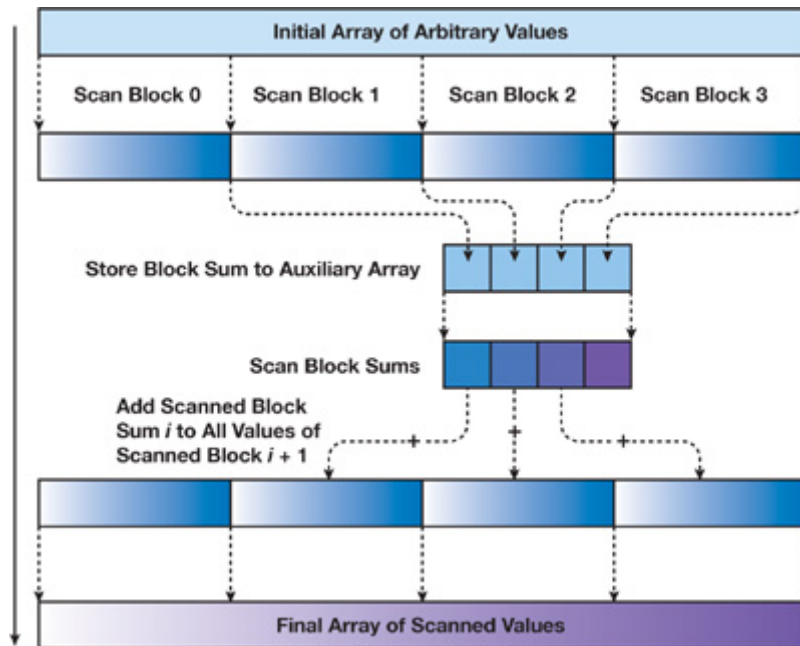 Initial Array of Arbitrary Values
Scan Block 0 Scan Block 1 Scan Block 2 Scan Block 3
Store Block Sum to Auxiliary Array
Scan Block Sums
Add Scanned Block
Sum i to All Values of
Scanned Block i + 1
+ + +
Final Array of Scanned Values